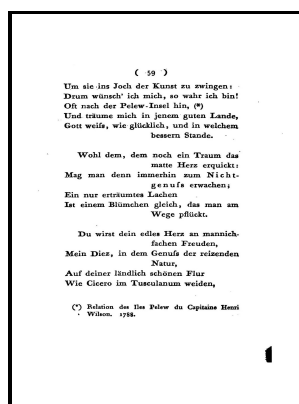 ( 59 )
Um sie ins Joch der Kunst zu zwingen:
Drum wünsch' ich mich, so wahr ich bin!
Oft nach der Pelew-Insel hin, (*)
Und träume mich in jenem guten Lande,
Gott weifs, wie glücklich, und in welchem
bessern Stande.
Wohl dem, dem noch ein Traum das
matte Herz erquickt:
Mag man denn immerhin zum Nicht-
genufs erwachen;
Ein nur erträumtes Lachen
Ist einem Blümchen gleich, das man am
Wege pflückt.
Du wirst dein edles Herz an mannich-
fachen Freuden,
Mein Diez, in dem Genufs der reizenden
Natur,
Auf deiner ländlich schönen Flur
Wie Cicero im Tusculanum weiden,
(*) Relation des Iles Pelew du Capitaine Henri
Wilson. 1788.